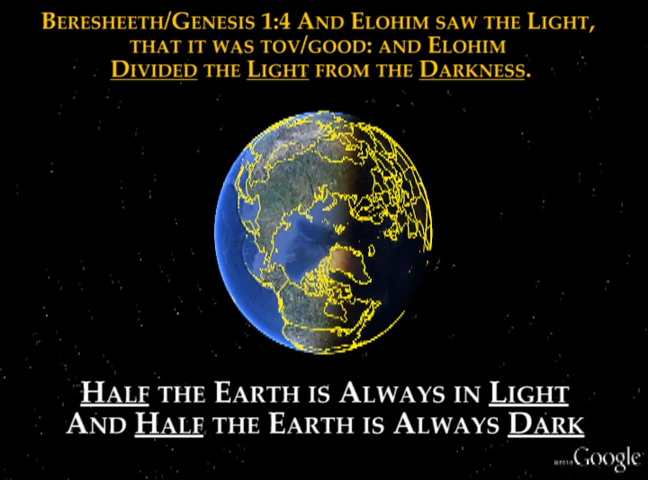 BERESHEETH/GENESIS 1:4 AND ELOHIM SAW THE LIGHT,
THAT IT WAS TOV/GOOD: AND ELOHIM
DIVIDED THE LIGHT FROM THE DARKNESS.
HALF THE EARTH IS ALWAYS IN LIGHT
AND HALF THE EARTH IS ALWAYS DARK
Google